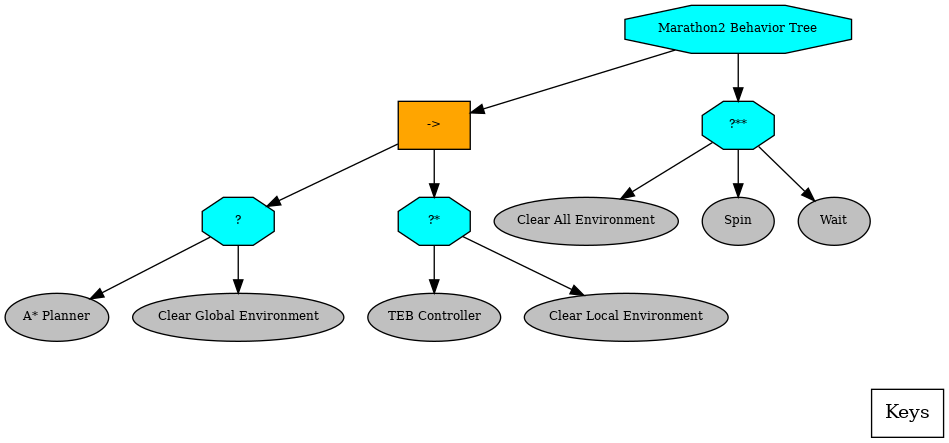 Marathon2 Behavior Tree
->
?**
?
?*
Clear All Environment
Spin
Wait
A* Planner
Clear Global Environment
TEB Controller
Clear Local Environment
Keys